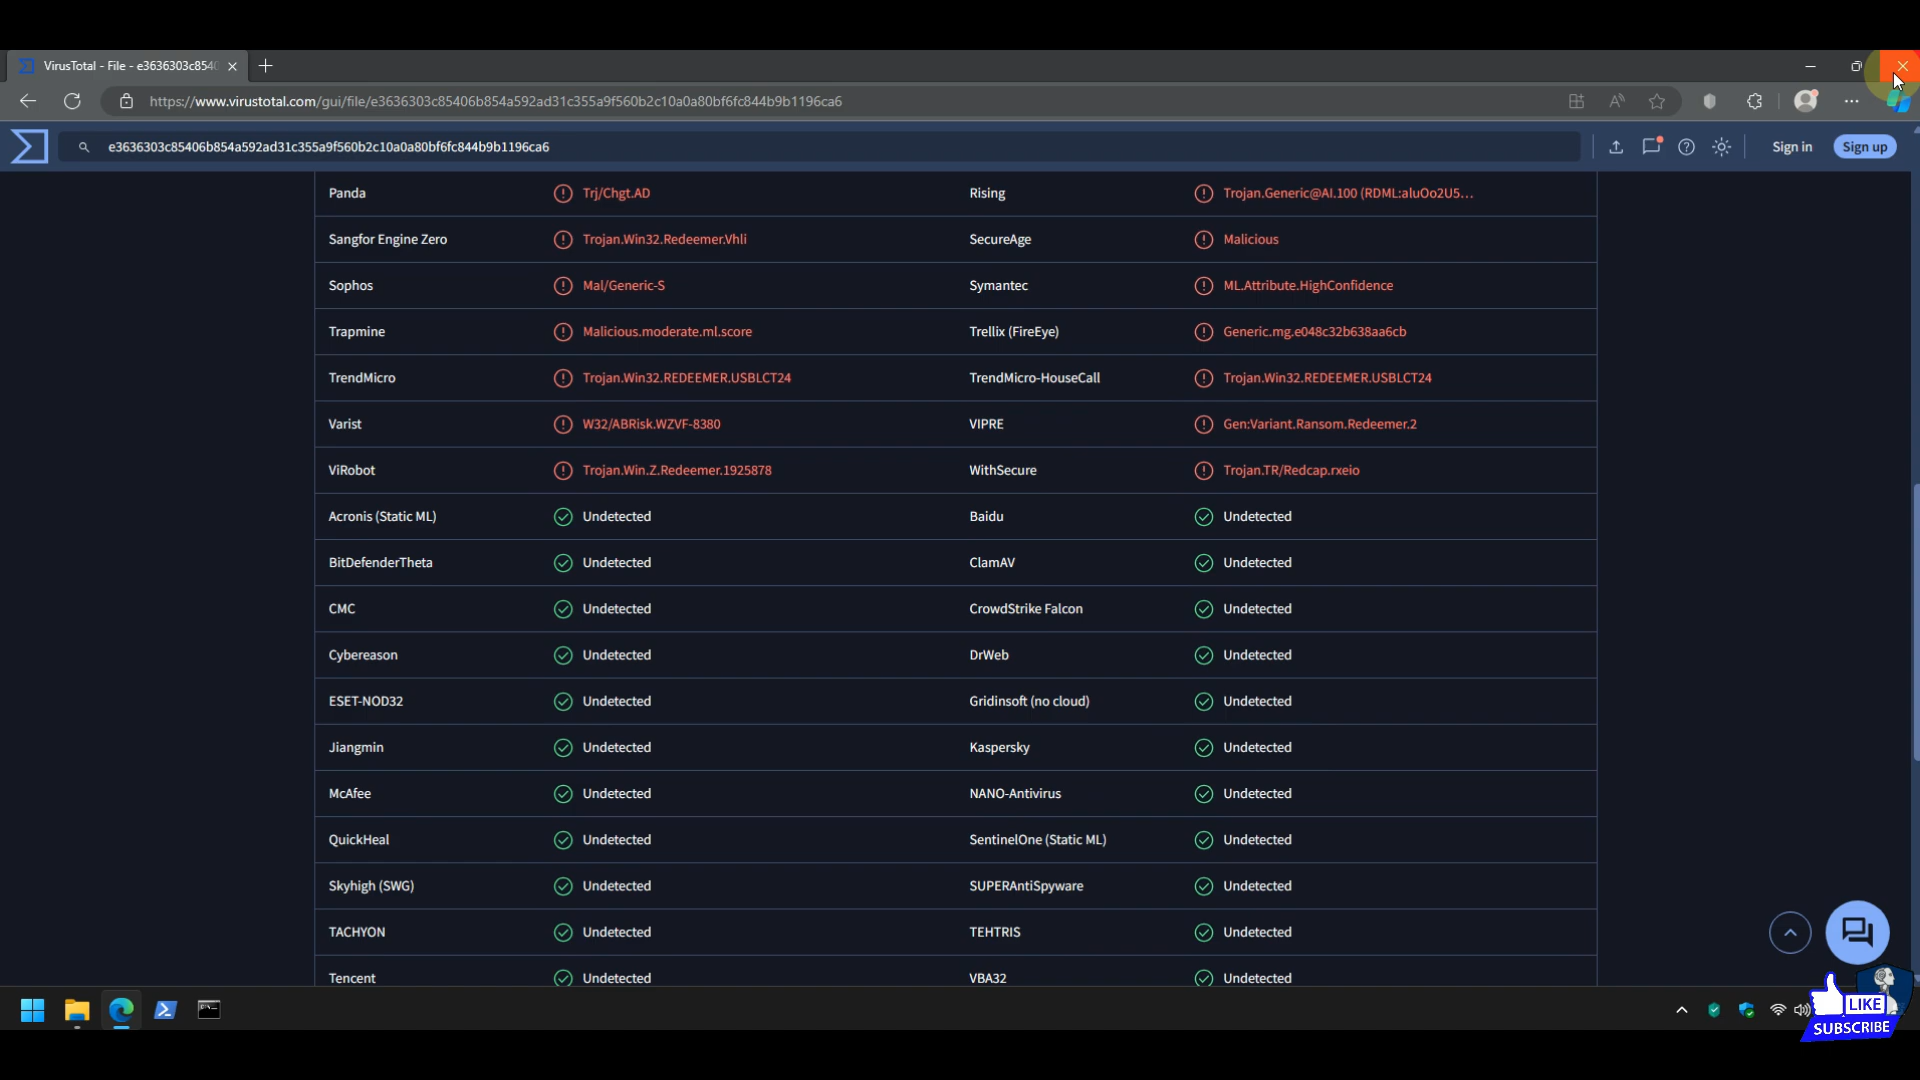 VirusTotal - File - e3636303c8540
https://www.virustotal.com/gui/file/e3636303c85406b854a592ad31c355a9f560b2c10a0a80bf6fc844b9b1196ca6
e3636303c85406b854a592ad31c355a9f560b2c10a0a80bf6fc844b9b1196ca6
Sign in
Sign up
Panda Trj/Chgt.AD Rising Trojan.Generic@AI.100 (RDML:aluOo2U5...
Sangfor Engine Zero Trojan.Win32.Redeemer.Vhli SecureAge Malicious
Sophos Mal/Generic-S Symantec ML.Attribute.HighConfidence
Trapmine Malicious.moderate.ml.score Trellix (FireEye) Generic.mg.e048c32b638aa6cb
TrendMicro Trojan.Win32.REDEEMER.USBLCT24 TrendMicro-HouseCall Trojan.Win32.REDEEMER.USBLCT24
Varist W32/ABRisk.WZVF-8380 VIPRE Gen:Variant.Ransom.Redeemer.2
ViRobot Trojan.Win.Z.Redeemer.1925878 WithSecure Trojan.TR/Redcap.rxeio
Acronis (Static ML) Undetected Baidu Undetected
BitDefenderTheta Undetected ClamAV Undetected
CMC Undetected CrowdStrike Falcon Undetected
Cybereason Undetected DrWeb Undetected
ESET-NOD32 Undetected Gridinsoft (no cloud) Undetected
Jiangmin Undetected Kaspersky Undetected
McAfee Undetected NANO-Antivirus Undetected
QuickHeal Undetected SentinelOne (Static ML) Undetected
Skyhigh (SWG) Undetected SUPERAntiSpyware Undetected
TACHYON Undetected TEHTRIS Undetected
Tencent Undetected VBA32 Undetected
LIKE
SUBSCRIBE